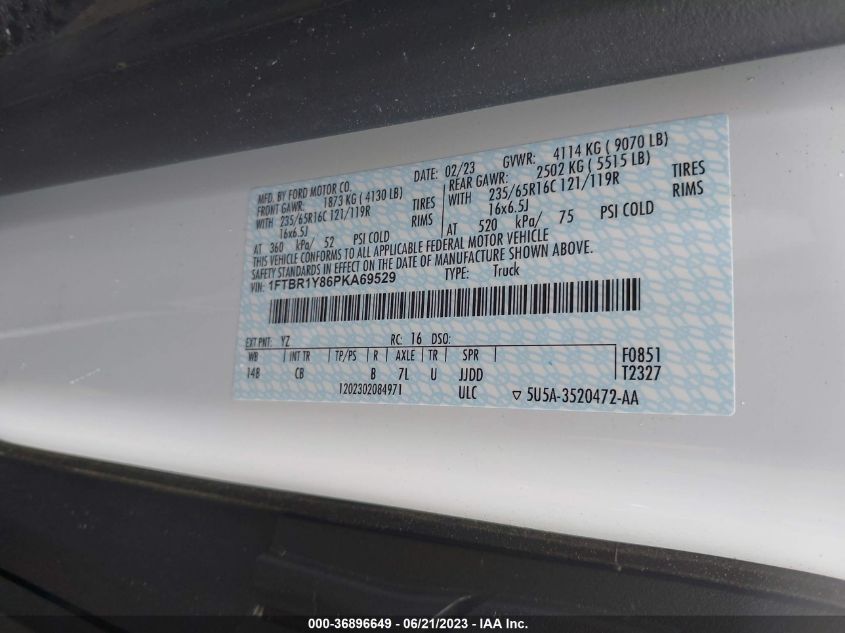 MFD. BY FORD MOTOR CO.
DATE: 02/23 GVWR: 4114 KG ( 9070 LB)
FRONT GAWR: 1873 KG ( 4130 LB)
WITH 235/65R16C 121/119R TIRES
16x6.5J RIMS
AT 360 kPa/ 52 PSI COLD
REAR GAWR: 2502 KG ( 5515 LB)
WITH 235/65R16C 121/119R TIRES
16x6.5J RIMS
AT 520 kPa/ 75 PSI COLD
THIS VEHICLE CONFORMS TO ALL APPLICABLE FEDERAL MOTOR VEHICLE
SAFETY STANDARDS IN EFFECT ON THE DATE OF MANUFACTURE SHOWN ABOVE.
VIN: 1FTBR1Y86PKA69529 TYPE: Truck
EXT PNT: YZ RC: 16 DSO:
WB INT TR TP/PS R AXLE TR SPR F0851
148 CB B 7L U JJDD T2327
1202302084971 ULC ▽ 5U5A-3520472-AA
000-36896649 - 06/21/2023 - IAA Inc.